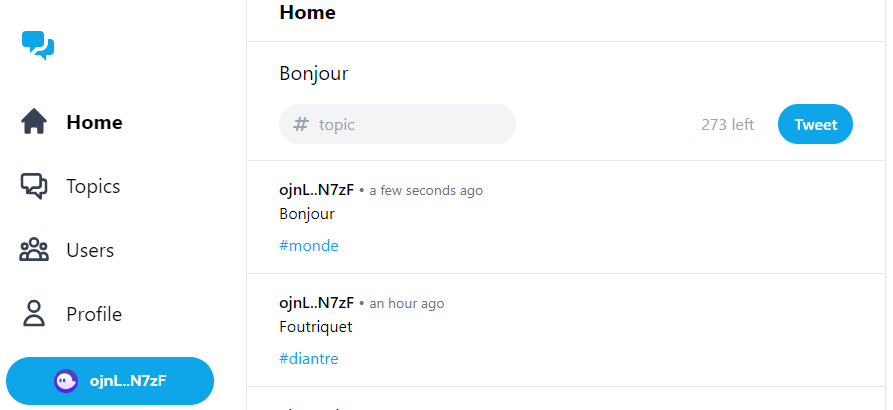 Home
Topics
Users
Profile
ojnL..N7zF
Home
Bonjour
# topic
273 left
Tweet
ojnL..N7zF • a few seconds ago
Bonjour
#monde
ojnL..N7zF • an hour ago
Foutriquet
#diantre